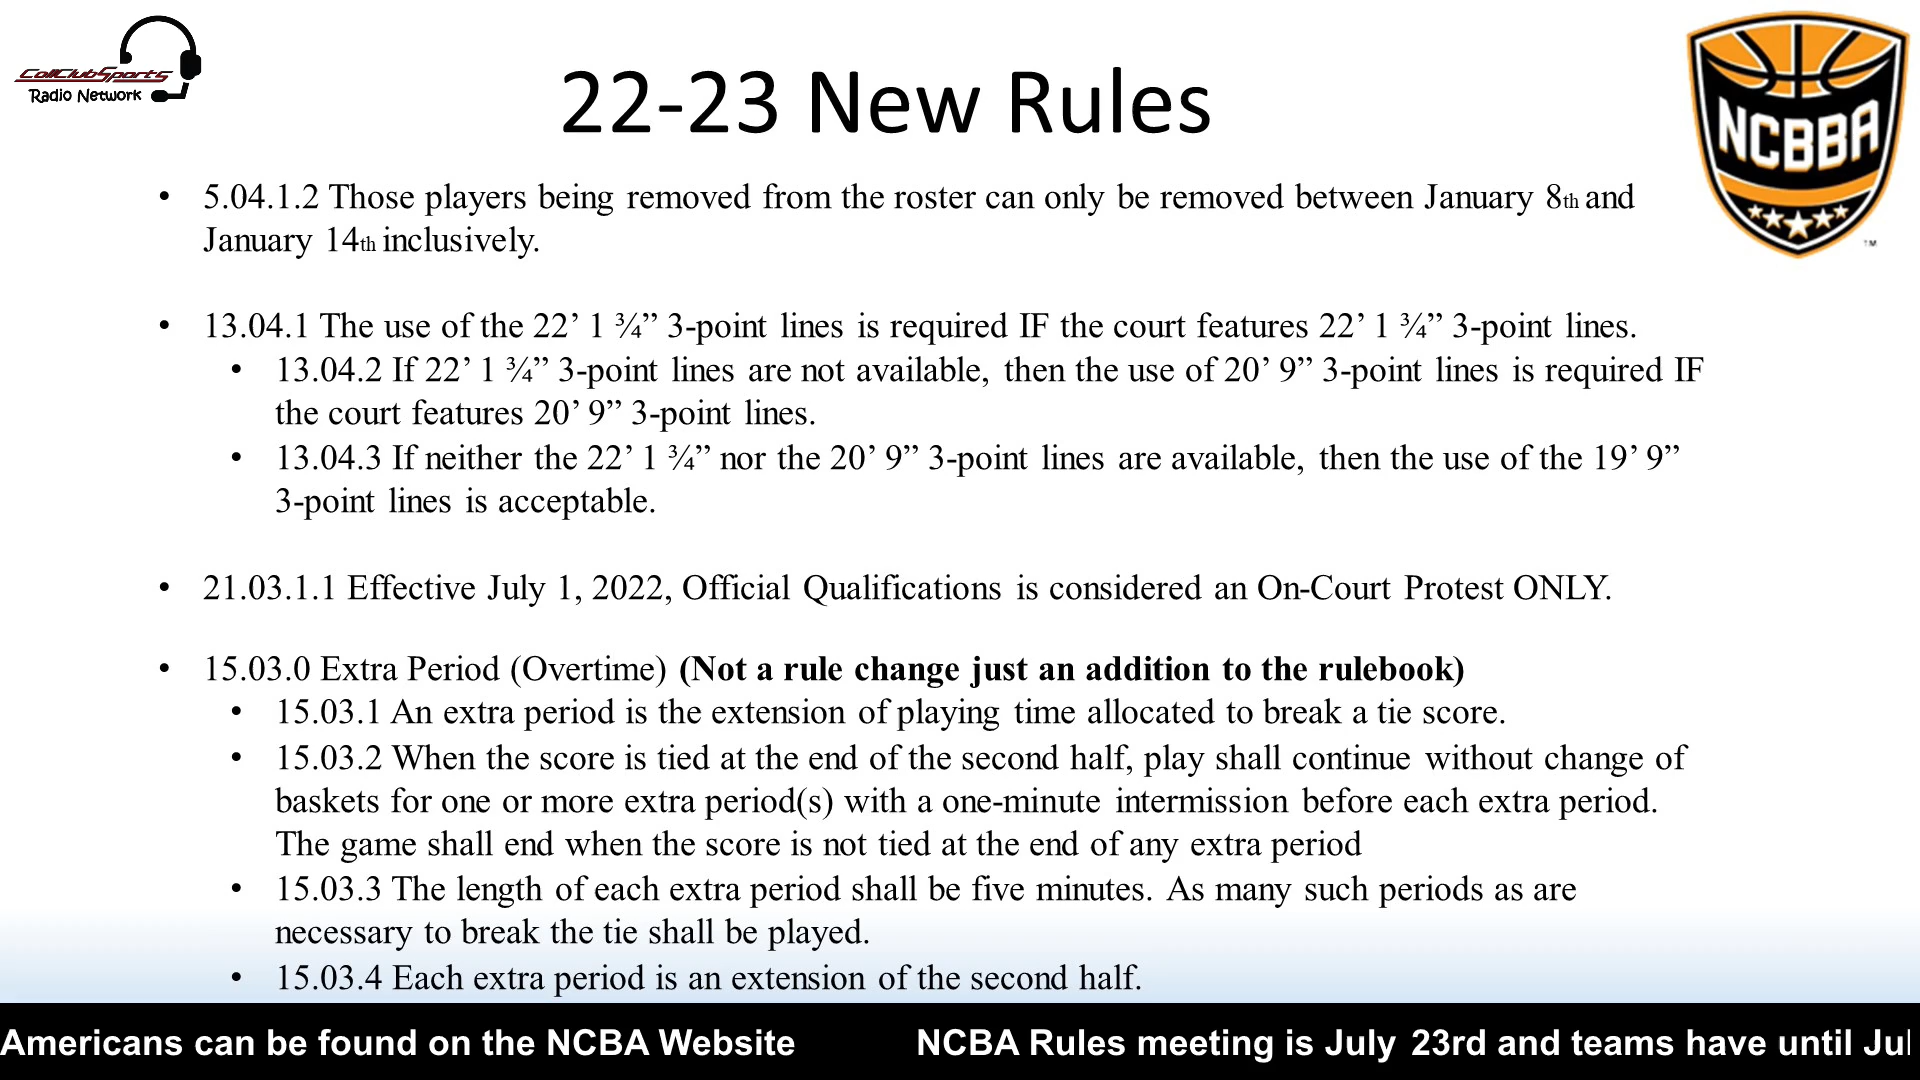 CollClubSports
Radio Network
22-23 New Rules
NCBBA
TM
• 5.04.1.2 Those players being removed from the roster can only be removed between January 8th and
January 14th inclusively.
• 13.04.1 The use of the 22’ 1 ¾” 3-point lines is required IF the court features 22’ 1 ¾” 3-point lines.
• 13.04.2 If 22’ 1 ¾” 3-point lines are not available, then the use of 20’ 9” 3-point lines is required IF
the court features 20’ 9” 3-point lines.
• 13.04.3 If neither the 22’ 1 ¾” nor the 20’ 9” 3-point lines are available, then the use of the 19’ 9”
3-point lines is acceptable.
• 21.03.1.1 Effective July 1, 2022, Official Qualifications is considered an On-Court Protest ONLY.
• 15.03.0 Extra Period (Overtime) (Not a rule change just an addition to the rulebook)
• 15.03.1 An extra period is the extension of playing time allocated to break a tie score.
• 15.03.2 When the score is tied at the end of the second half, play shall continue without change of
baskets for one or more extra period(s) with a one-minute intermission before each extra period.
The game shall end when the score is not tied at the end of any extra period
• 15.03.3 The length of each extra period shall be five minutes. As many such periods as are
necessary to break the tie shall be played.
• 15.03.4 Each extra period is an extension of the second half.
Americans can be found on the NCBA Website NCBA Rules meeting is July 23rd and teams have until Jul